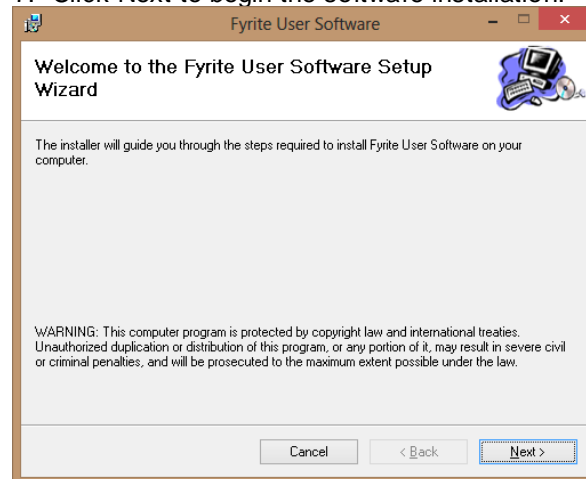 Click Next to begin the software installation.
Fyrite User Software
Welcome to the Fyrite User Software Setup
Wizard
The installer will guide you through the steps required to install Fyrite User Software on your
computer.
WARNING: This computer program is protected by copyright law and international treaties.
Unauthorized duplication or distribution of this program, or any portion of it, may result in severe civil
or criminal penalties, and will be prosecuted to the maximum extent possible under the law.
Cancel
< Back
Next >